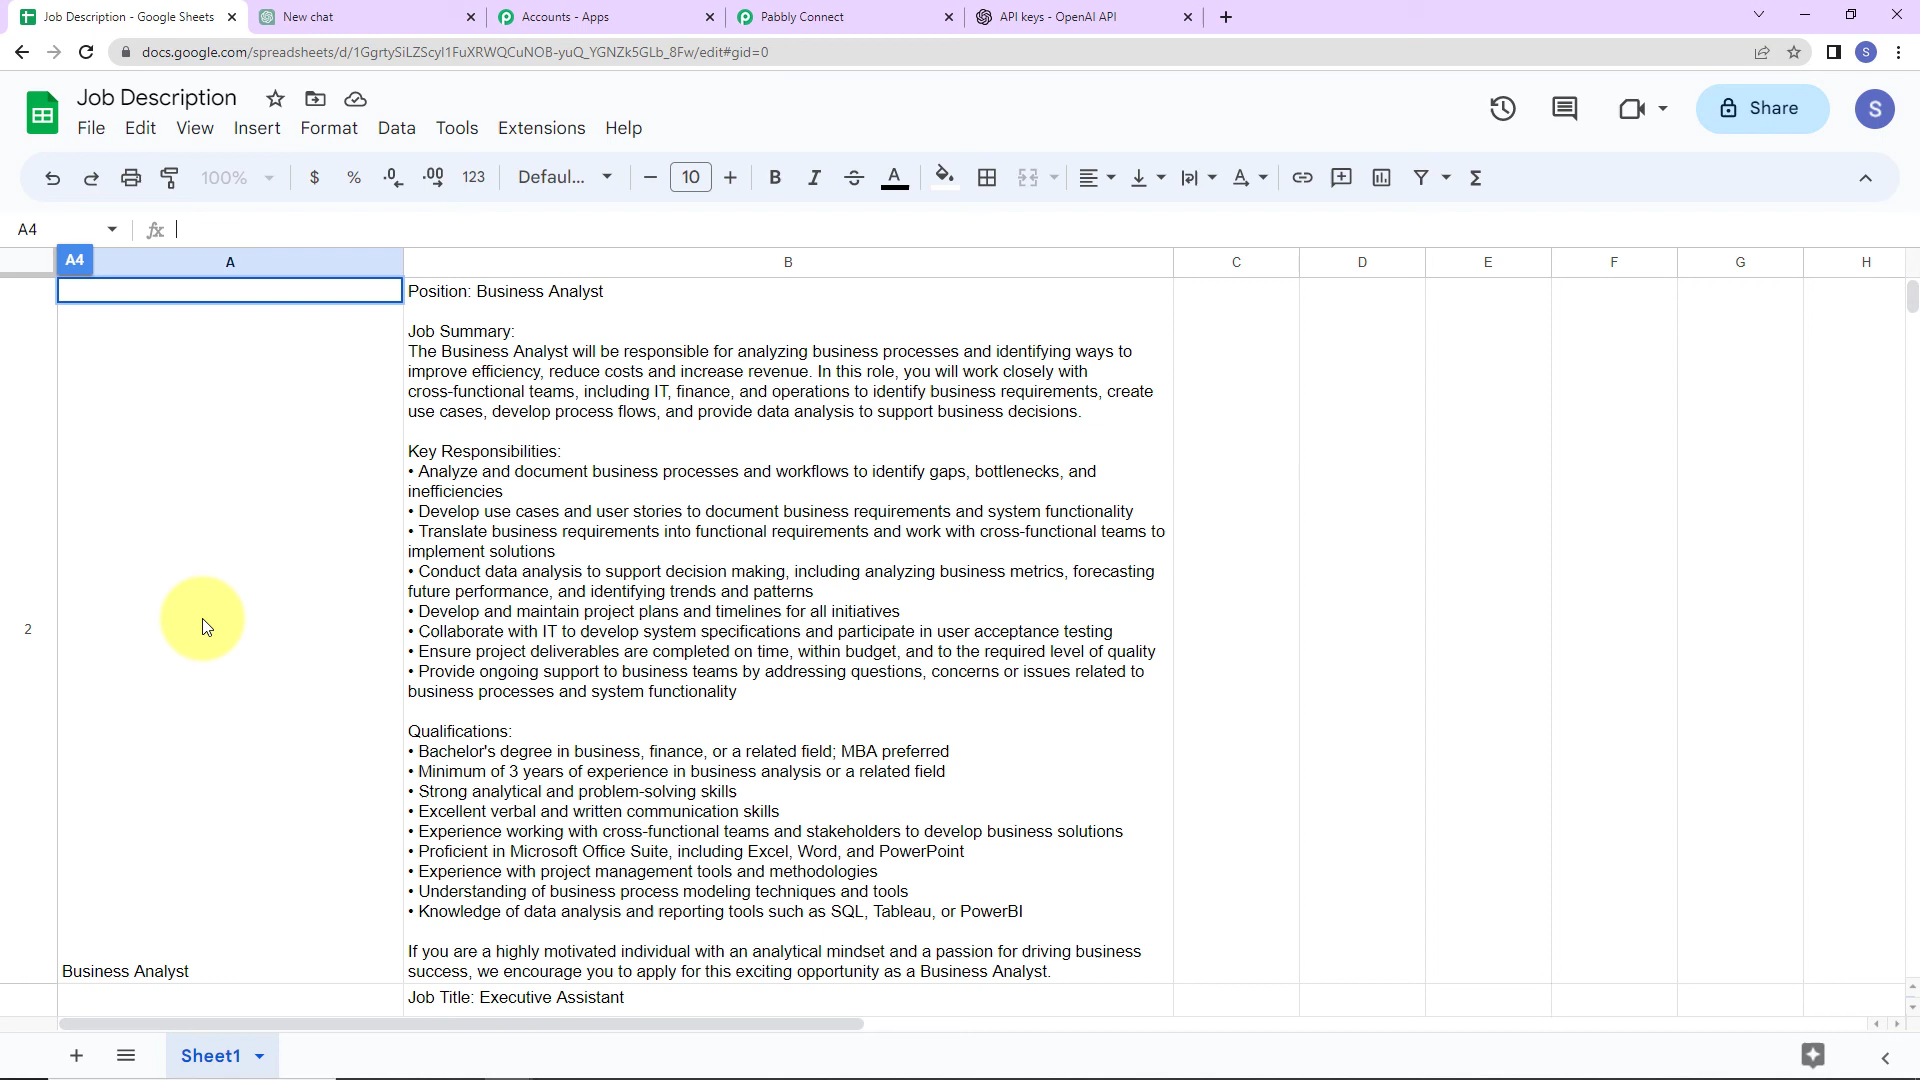 Job Description - Google Sheets
New chat
Accounts - Apps
Pabbly Connect
API keys - OpenAI API
docs.google.com/spreadsheets/d/1GgrtySiLZScyl1FuXRWQCuNOB-yuQ_YGNZk5GLb_8Fw/edit#gid=0
S
Job Description
File Edit View Insert Format Data Tools Extensions Help
Share
S
100% $ % .0 .00 123 Defaul... 10 B I A
A4 fx
A4
A B C D E F G H
Position: Business Analyst
Job Summary:
The Business Analyst will be responsible for analyzing business processes and identifying ways to
improve efficiency, reduce costs and increase revenue. In this role, you will work closely with
cross-functional teams, including IT, finance, and operations to identify business requirements, create
use cases, develop process flows, and provide data analysis to support business decisions.
Key Responsibilities:
• Analyze and document business processes and workflows to identify gaps, bottlenecks, and
inefficiencies
• Develop use cases and user stories to document business requirements and system functionality
• Translate business requirements into functional requirements and work with cross-functional teams to
implement solutions
• Conduct data analysis to support decision making, including analyzing business metrics, forecasting
future performance, and identifying trends and patterns
• Develop and maintain project plans and timelines for all initiatives
• Collaborate with IT to develop system specifications and participate in user acceptance testing
• Ensure project deliverables are completed on time, within budget, and to the required level of quality
• Provide ongoing support to business teams by addressing questions, concerns or issues related to
business processes and system functionality
2
Qualifications:
• Bachelor's degree in business, finance, or a related field; MBA preferred
• Minimum of 3 years of experience in business analysis or a related field
• Strong analytical and problem-solving skills
• Excellent verbal and written communication skills
• Experience working with cross-functional teams and stakeholders to develop business solutions
• Proficient in Microsoft Office Suite, including Excel, Word, and PowerPoint
• Experience with project management tools and methodologies
• Understanding of business process modeling techniques and tools
• Knowledge of data analysis and reporting tools such as SQL, Tableau, or PowerBI
If you are a highly motivated individual with an analytical mindset and a passion for driving business
success, we encourage you to apply for this exciting opportunity as a Business Analyst.
Business Analyst
Job Title: Executive Assistant
Sheet1